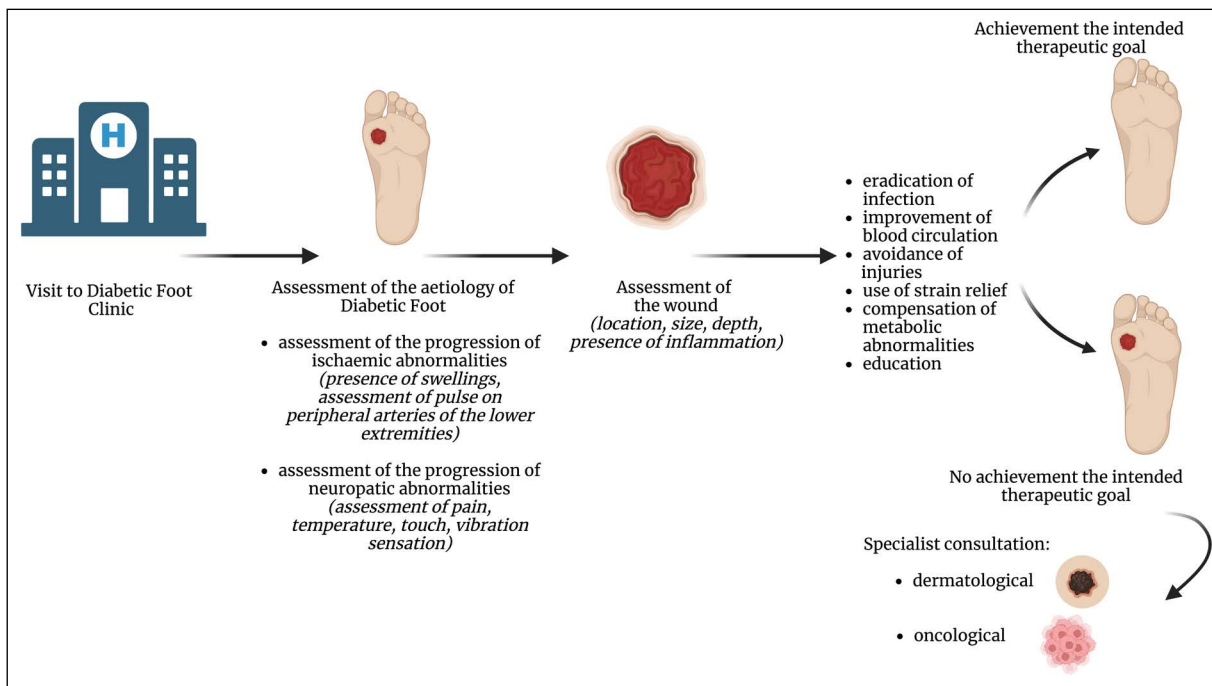 H
Visit to Diabetic Foot
Clinic
Assessment of the aetiology of
Diabetic Foot
• assessment of the progression of
ischaemic abnormalities
(presence of swellings,
assessment of pulse on
peripheral arteries of the lower
extremities)
• assessment of the progression of
neuropatic abnormalities
(assessment of pain,
temperature, touch, vibration
sensation)
Assessment of
the wound
(location, size, depth,
presence of inflammation)
• eradication of
infection
• improvement of
blood circulation
• avoidance of
injuries
• use of strain relief
• compensation of
metabolic
abnormalities
• education
Achievement the intended
therapeutic goal
No achievement the intended
therapeutic goal
Specialist consultation:
• dermatological
• oncological